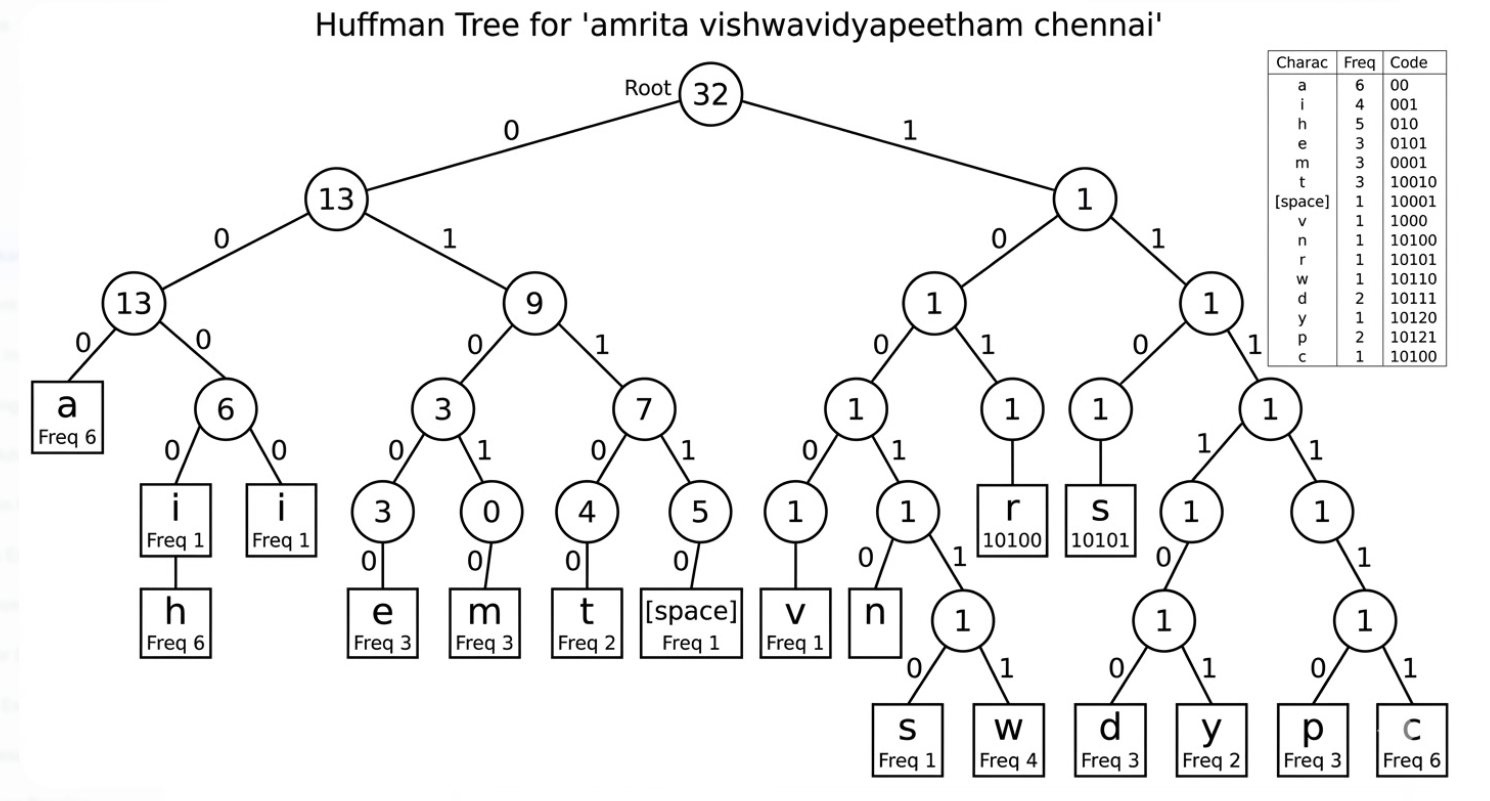 Huffman Tree for 'amrita vishwavidyapeetham chennai'
Charac Freq Code
a 6 00
i 4 001
h 5 010
e 3 0101
m 3 0001
t 3 10010
[space] 1 10001
v 1 1000
n 1 10100
r 1 10101
w 1 10110
d 2 10111
y 1 10120
p 2 10121
c 1 10100
Root 32
0 1
13 1
0 1 0 1
13 9 1 1
0 0 0 1 0 1 0 1
a 6 3 7 1 1 1 1
Freq 6
0 0 0 1 0 1 0 1 1 1
i i 3 0 4 5 1 1 r s 1 1
Freq 1 Freq 1 10100 10101
0 0 0 0 0 1 0 1
h e m t [space] v n 1 1 1
Freq 6 Freq 3 Freq 3 Freq 2 Freq 1 Freq 1
0 1 0 1 0 1
s w d y p c
Freq 1 Freq 4 Freq 3 Freq 2 Freq 3 Freq 6